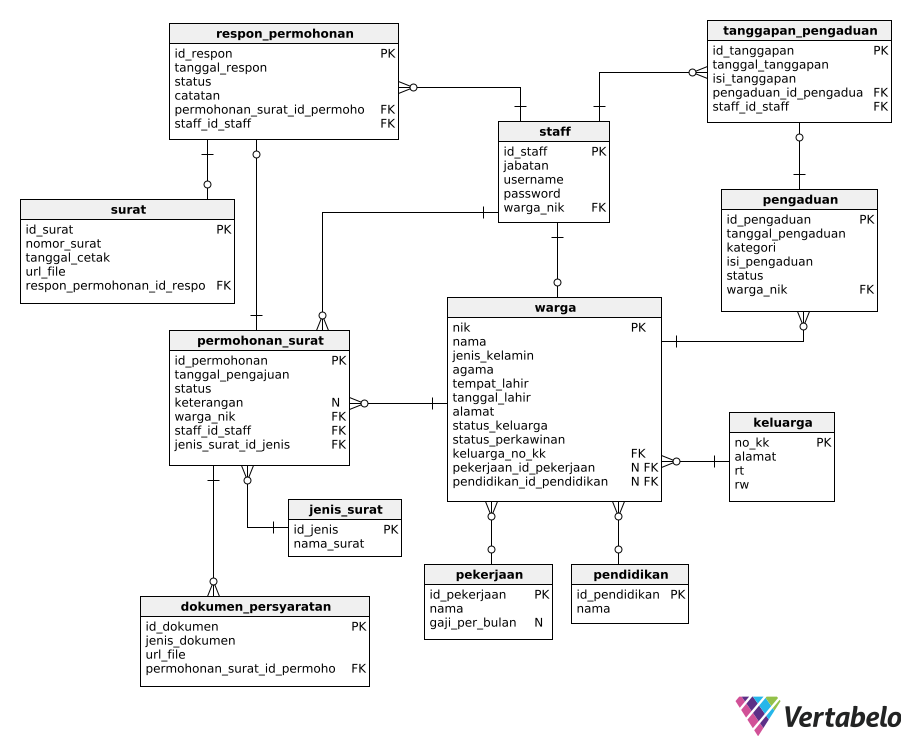 respon_permohonan
id_respon PK
tanggal_respon
status
catatan
permohonan_surat_id_permoho FK
staff_id_staff FK
tanggapan_pengaduan
id_tanggapan PK
tanggal_tanggapan
isi_tanggapan
pengaduan_id_pengadua FK
staff_id_staff FK
staff
id_staff PK
jabatan
username
password
warga_nik FK
surat
id_surat PK
nomor_surat
tanggal_cetak
url_file
respon_permohonan_id_respo FK
pengaduan
id_pengaduan PK
tanggal_pengaduan
kategori
isi_pengaduan
status
warga_nik FK
permohonan_surat
id_permohonan PK
tanggal_pengajuan
status
keterangan N
warga_nik FK
staff_id_staff FK
jenis_surat_id_jenis FK
warga
nik PK
nama
jenis_kelamin
agama
tempat_lahir
tanggal_lahir
alamat
status_keluarga
status_perkawinan
keluarga_no_kk FK
pekerjaan_id_pekerjaan N FK
pendidikan_id_pendidikan N FK
keluarga
no_kk PK
alamat
rt
rw
jenis_surat
id_jenis PK
nama_surat
pekerjaan
id_pekerjaan PK
nama
gaji_per_bulan N
pendidikan
id_pendidikan PK
nama
dokumen_persyaratan
id_dokumen PK
jenis_dokumen
url_file
permohonan_surat_id_permoho FK
Vertabelo